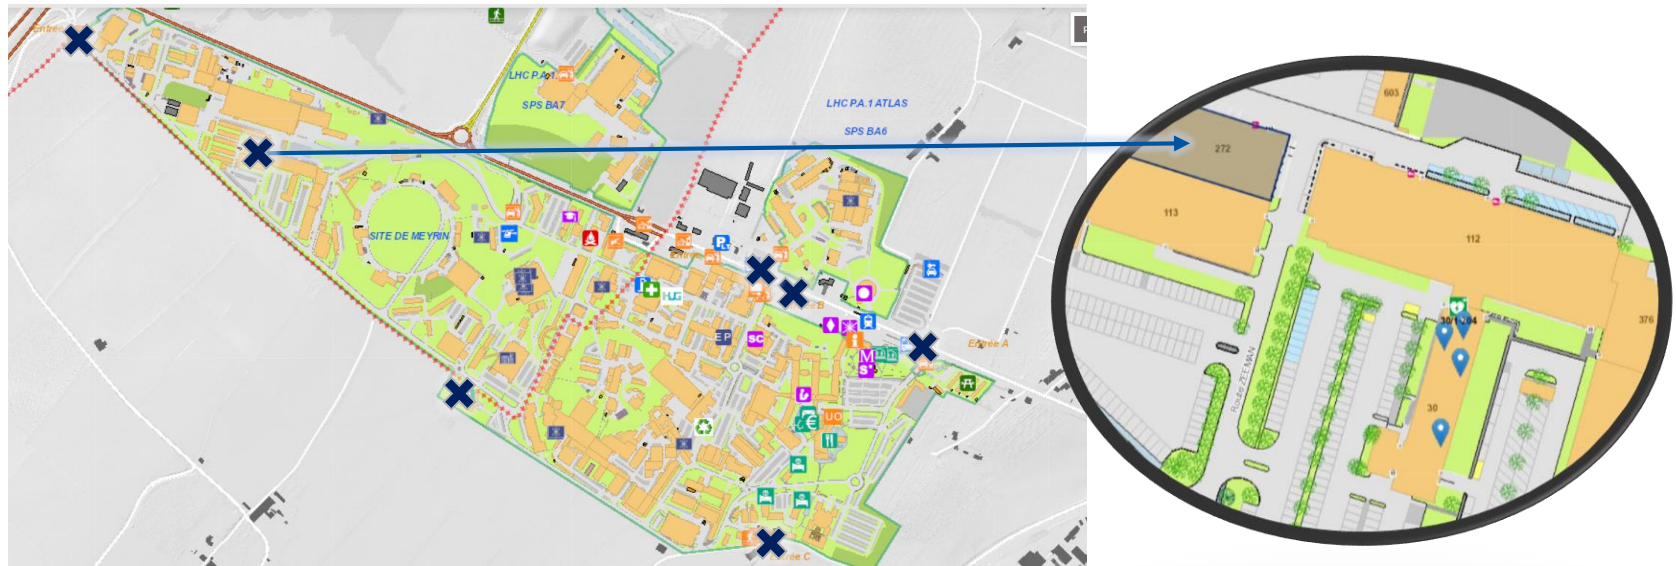 LHC P.A.1
SPS BA7
LHC P.A.1 ATLAS
SPS BA6
SITE DE MEYRIN
P
HUG
EP
SC
i
M
S*
Entrée A
UO
€
Entrée C
B
603
272
113
112
376
30
Route ZEEMAN